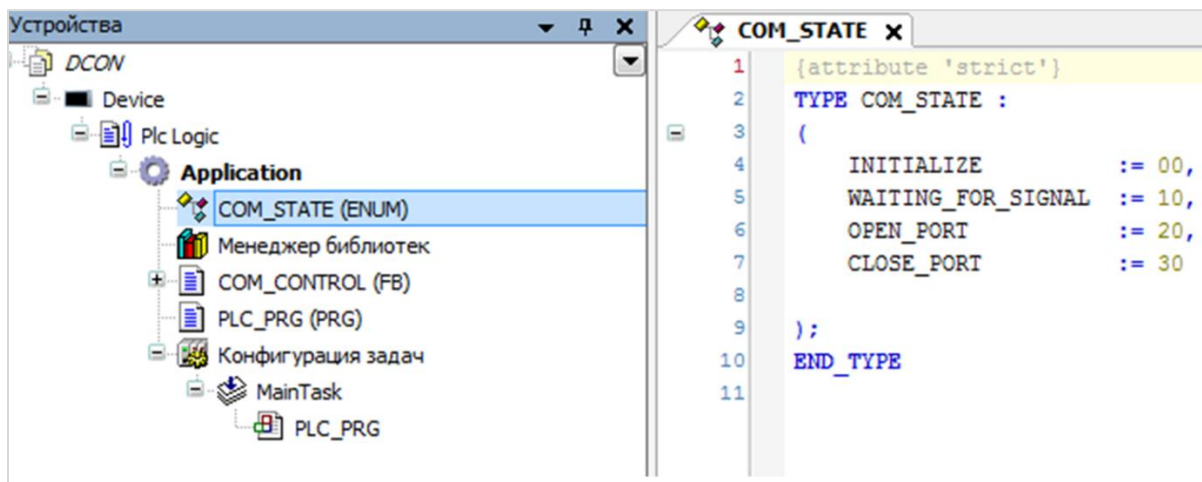 Устройства
DCON
Device
Plc Logic
Application
COM_STATE (ENUM)
Менеджер библиотек
COM_CONTROL (FB)
PLC_PRG (PRG)
Конфигурация задач
MainTask
PLC_PRG
COM_STATE
1 {attribute 'strict'}
2 TYPE COM_STATE :
3 (
4 INITIALIZE := 00,
5 WAITING_FOR_SIGNAL := 10,
6 OPEN_PORT := 20,
7 CLOSE_PORT := 30
8
9 );
10 END_TYPE
11